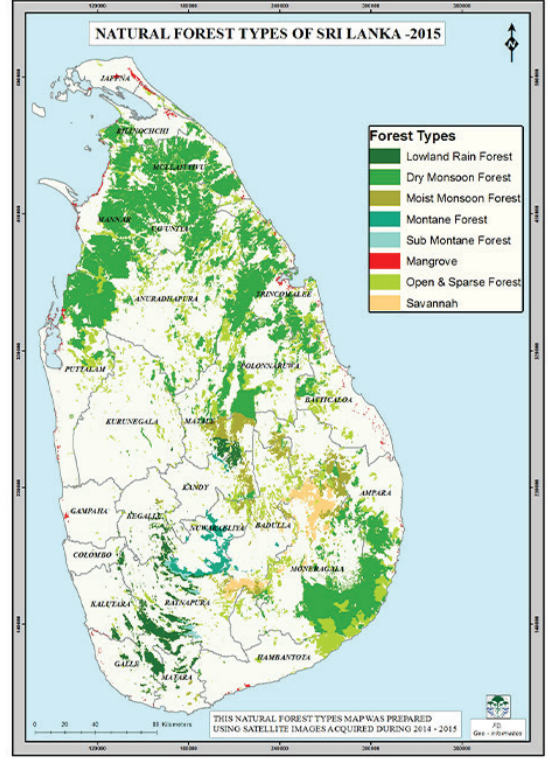 NATURAL FOREST TYPES OF SRI LANKA -2015
N
JAFFNA
KILINOCHCHI
MULLAITIVU
MANNAR
VAVUNIYA
ANURADHAPURA
TRINCOMALEE
PUTTALAM
POLONNARUWA
BATTICALOA
KURUNEGALA
MATALE
KANDY
AMPARA
GAMPAHA
KEGALLE
NUWARAELIYA
BADULLA
COLOMBO
MONERAGALA
KALUTARA
RATNAPURA
GALLE
MATARA
HAMBANTOTA
Forest Types
Lowland Rain Forest
Dry Monsoon Forest
Moist Monsoon Forest
Montane Forest
Sub Montane Forest
Mangrove
Open & Sparse Forest
Savannah
0 20 40 80 Kilometers
THIS NATURAL FOREST TYPES MAP WAS PREPARED
USING SATELLITE IMAGES ACQUIRED DURING 2014 - 2015
FD,
Geo - informatics